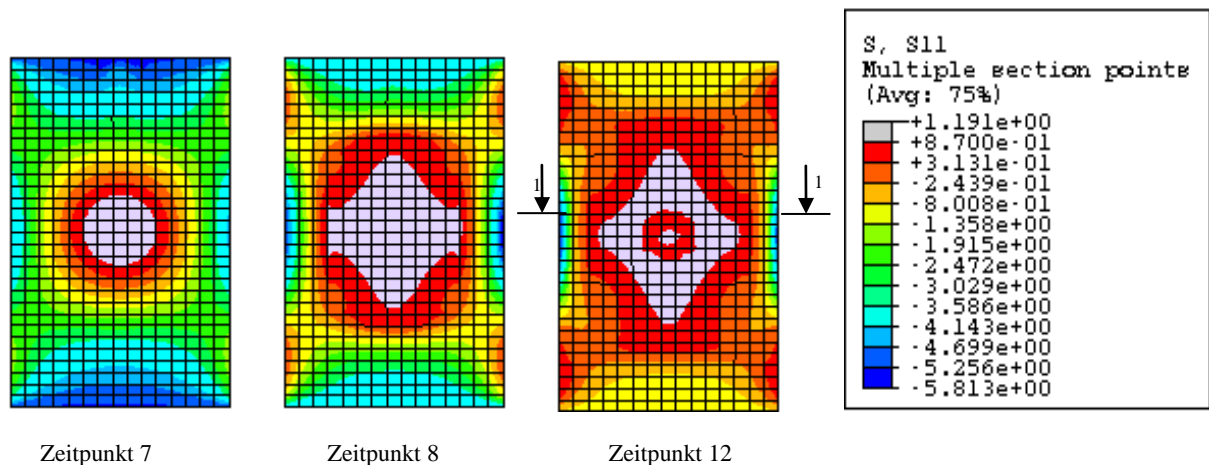 S, S11
Multiple section points
(Avg: 75%)
+1.191e+00
+8.700e-01
+3.131e-01
-2.439e-01
-8.008e-01
-1.358e+00
-1.915e+00
-2.472e+00
-3.029e+00
-3.586e+00
-4.143e+00
-4.699e+00
-5.256e+00
-5.813e+00
1
1
Zeitpunkt 7
Zeitpunkt 8
Zeitpunkt 12